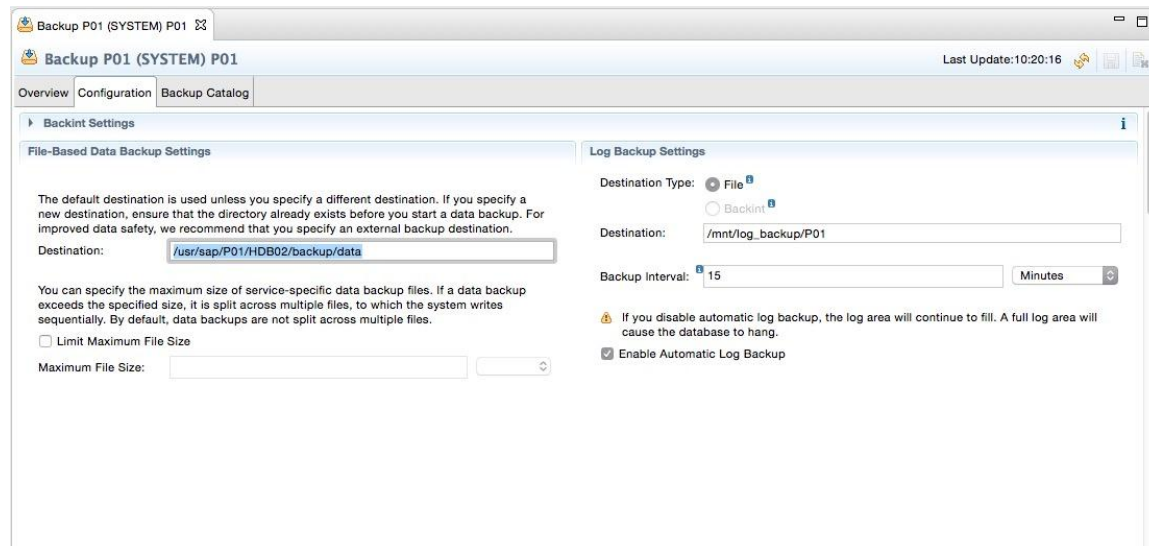 Backup P01 (SYSTEM) P01
Backup P01 (SYSTEM) P01
Last Update:10:20:16
Overview
Configuration
Backup Catalog
Backint Settings
File-Based Data Backup Settings
The default destination is used unless you specify a different destination. If you specify a
new destination, ensure that the directory already exists before you start a data backup. For
improved data safety, we recommend that you specify an external backup destination.
Destination:
/usr/sap/P01/HDB02/backup/data
You can specify the maximum size of service-specific data backup files. If a data backup
exceeds the specified size, it is split across multiple files, to which the system writes
sequentially. By default, data backups are not split across multiple files.
Limit Maximum File Size
Maximum File Size:
Log Backup Settings
Destination Type:
File
Backint
Destination:
/mnt/log_backup/P01
Backup Interval:
15
Minutes
If you disable automatic log backup, the log area will continue to fill. A full log area will
cause the database to hang.
Enable Automatic Log Backup